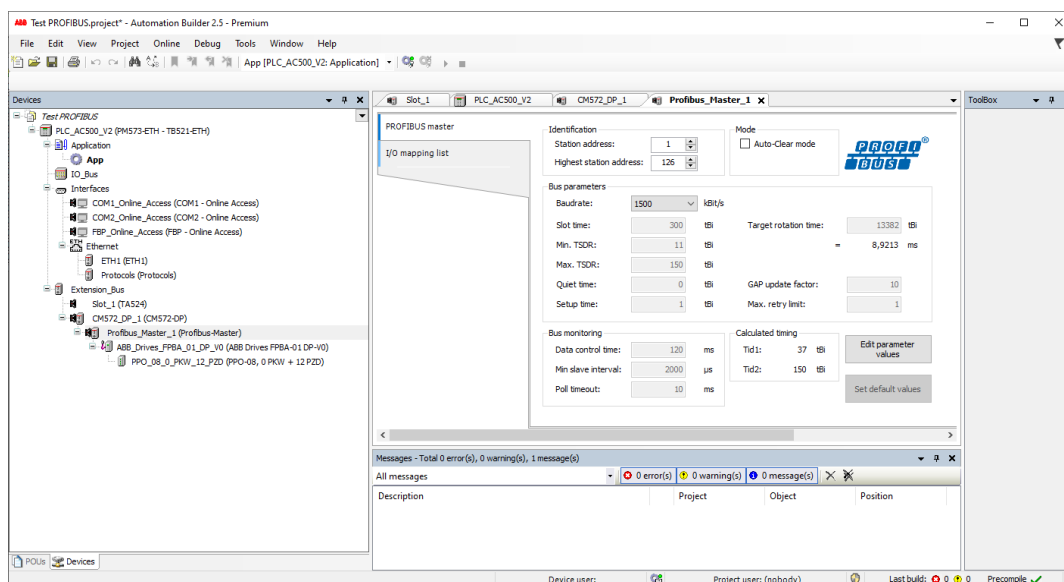 ABB Test PROFIBUS.project* - Automation Builder 2.5 - Premium
File Edit View Project Online Debug Tools Window Help
App [PLC_AC500_V2: Application]
Devices
Slot_1 PLC_AC500_V2 CM572_DP_1 Profibus_Master_1
ToolBox
Test PROFIBUS
PLC_AC500_V2 (PM573-ETH - TB521-ETH)
Application
App
IO_Bus
Interfaces
COM1_Online_Access (COM1 - Online Access)
COM2_Online_Access (COM2 - Online Access)
FBP_Online_Access (FBP - Online Access)
ETH Ethernet
ETH1 (ETH1)
Protocols (Protocols)
Extension_Bus
Slot_1 (TA524)
CM572_DP_1 (CM572-DP)
Profibus_Master_1 (Profibus-Master)
ABB_Drives_FPBA_01_DP_V0 (ABB Drives FPBA-01 DP-V0)
PPO_08_0_PKW_12_PZD (PPO-08, 0 PKW + 12 PZD)
POUs Devices
PROFIBUS master
I/O mapping list
Identification
Station address: 1
Highest station address: 126
Mode
Auto-Clear mode
PROFI®
BUS
Bus parameters
Baudrate: 1500 kBit/s
Slot time: 300 tBi Target rotation time: 13382 tBi
Min. TSDR: 11 tBi = 8,9213 ms
Max. TSDR: 150 tBi
Quiet time: 0 tBi GAP update factor: 10
Setup time: 1 tBi Max. retry limit: 1
Bus monitoring
Data control time: 120 ms
Min slave interval: 2000 µs
Poll timeout: 10 ms
Calculated timing
Tid1: 37 tBi
Tid2: 150 tBi
Edit parameter
values
Set default values
Messages - Total 0 error(s), 0 warning(s), 1 message(s)
All messages 0 error(s) 0 warning(s) 0 message(s)
Description Project Object Position
Device user: Project user: (nobody) Last build: 0 0 Precompile